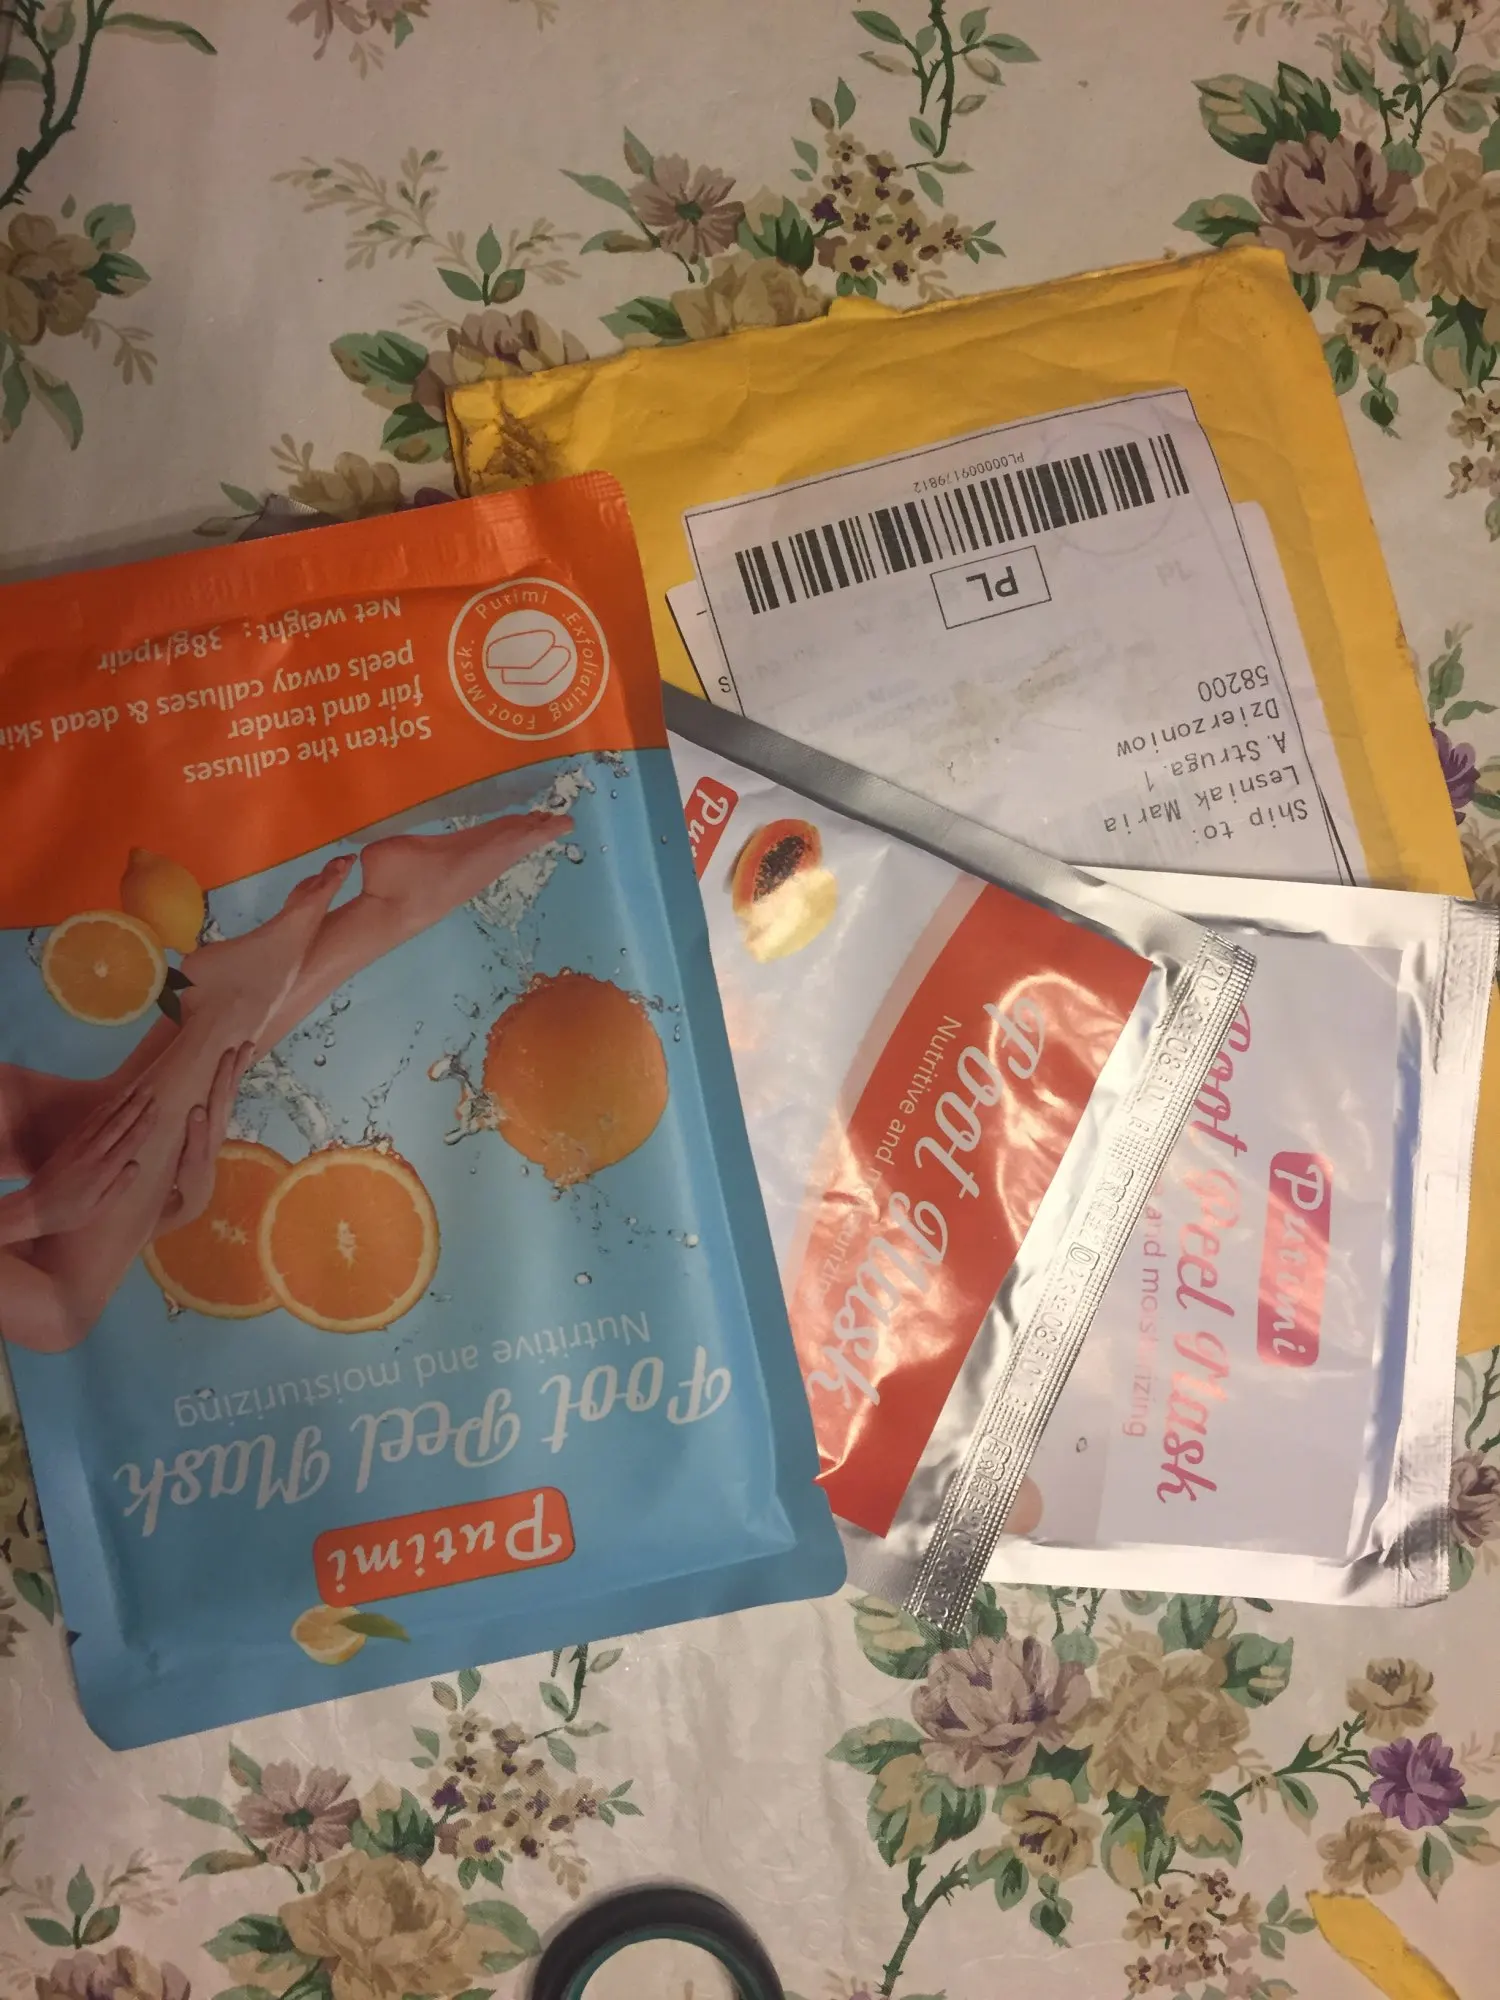 Putimi
Foot Peel Mask
Nutritive and moisturizing
Soften the calluses
fair and tender
peels away calluses & dead skin
Net weight: 38g/1pair
Putimi .Exfoliating Foot Mask.
Foot Mask
Nutritive and
Putimi
Foot Peel Mask
and moisturizing
Ship to:
Lesniak Maria
A.Struga.1
Dzierzoniow
58200
PL
PL000009179812